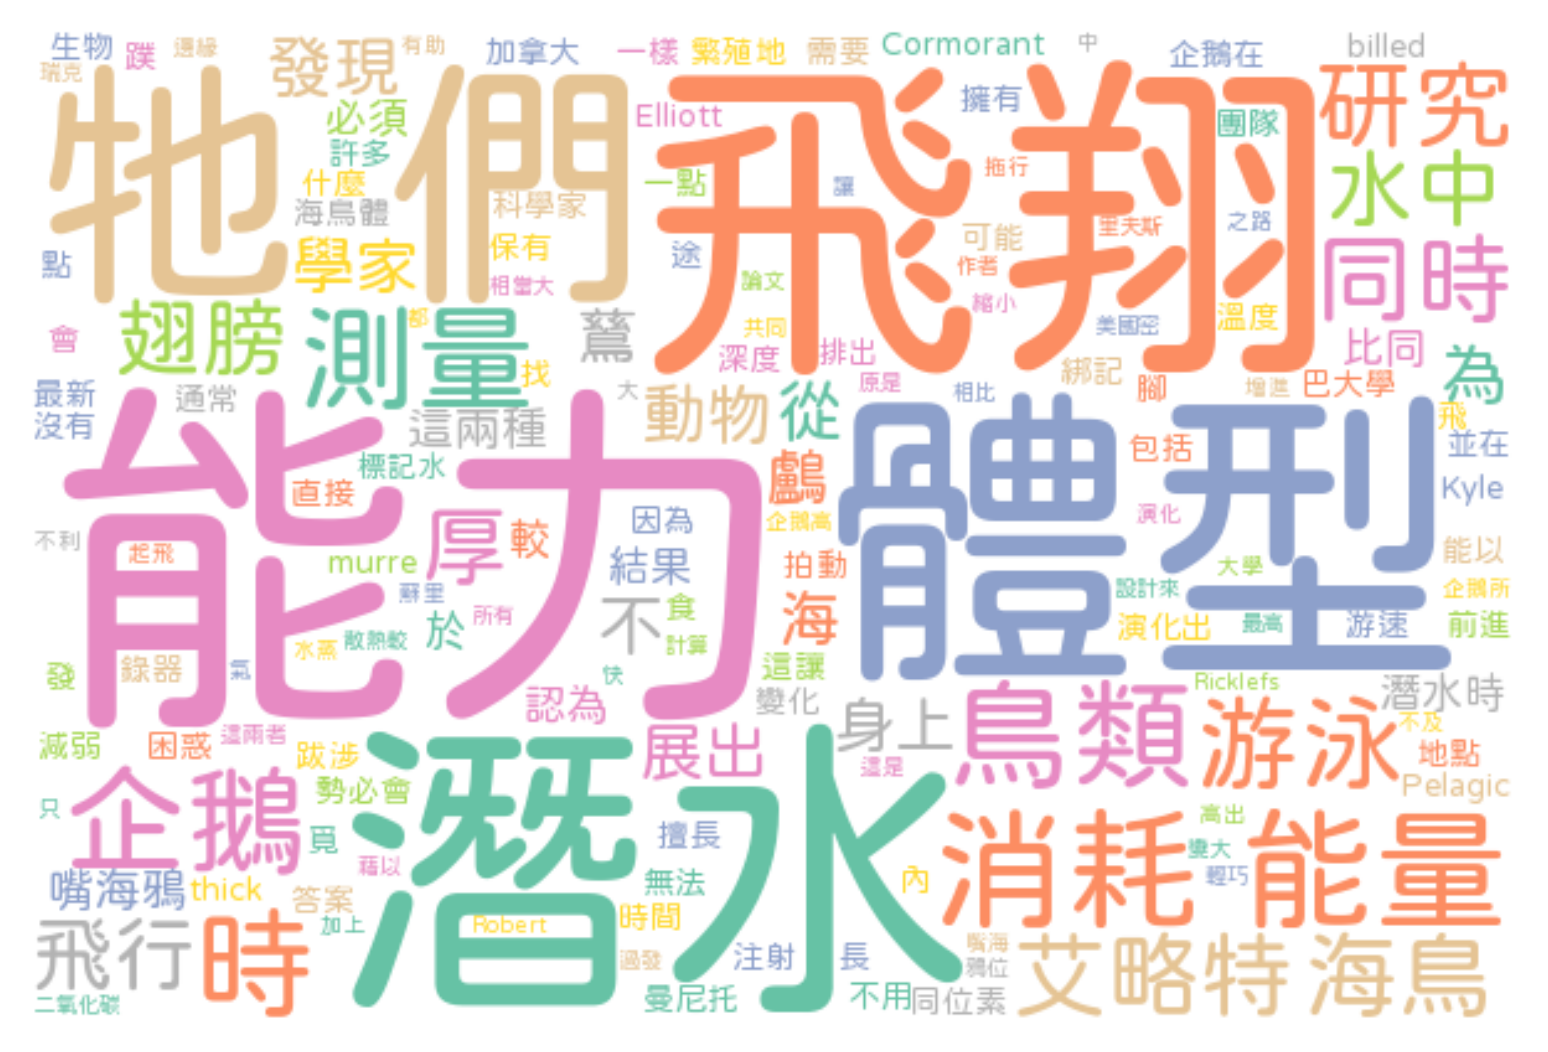 生物
蹼
邊緣
發現
有助
加拿大
一樣
繁殖地
需要
Cormorant
中
企鵝在
billed
瑞克
牠們
必須
許多
什麼
海鳥體
學家
科學家
保有
相當大
Elliott
飛翔
擁有
團隊
研究
一點
讓
拖行
水中
點
途
可能
作者
里夫斯
之路
論文
縮小
同時
會
翅膀
測量
都
找
鷥
共同
深度
排出
美國密
溫度
比同
為
最新
沒有
通常
這兩種
大
動物
從
原是
相比
綁記
腳
增進
巴大學
飛
並在
能力
標記水
直接
厚
較
因為
鸕
企鵝高
體型
包括
演化
Kyle
不利
起飛
murre
結果
拍動
大學
能以
蘇里
不
食
海
設計來
企鵝所
於
所有
計算
演化出
最高
游速
前進
水蒸
散熱較
發
錄器
氣
快
這讓
Ricklefs
潛水時
認為
變化
身上
鳥類
游泳
不及
減弱
困惑
這兩者
跋涉
展出
這是
地點
Pelagic
只
企鵝
勢必會
潛水
覓
擅長
消耗能量
高出
變大
輕巧
藉以
嘴海鴉
thick
答案
無法
內
飛行
時
加上
Robert
時間
過發
注射
長
嘴海
鴉位
艾略特
海鳥
二氧化碳
曼尼托
不用
同位素